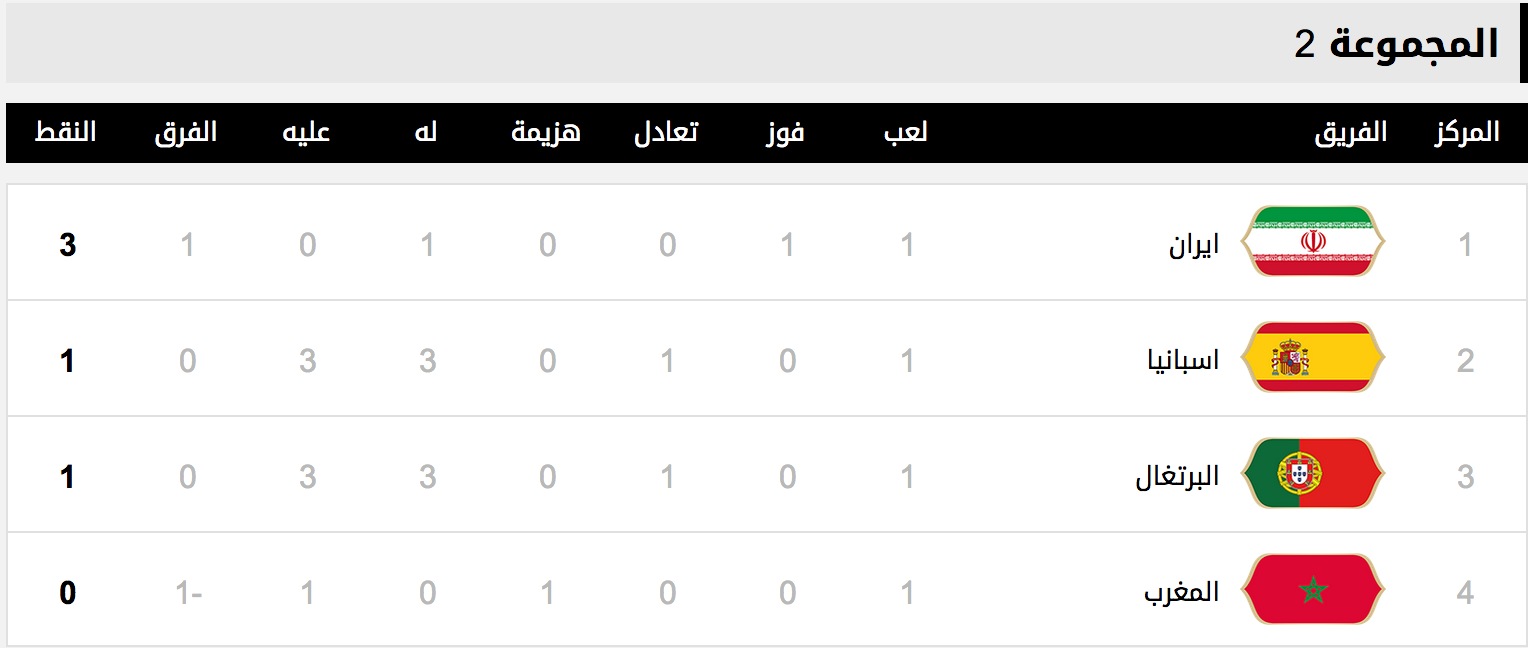 المجموعة 2
المركز الفريق لعب فوز تعادل هزيمة له عليه الفرق النقط
1 ايران 1 1 0 0 1 0 1 3
2 اسبانيا 1 0 1 0 3 3 0 1
3 البرتغال 1 0 1 0 3 3 0 1
4 المغرب 1 0 0 1 0 1 1- 0